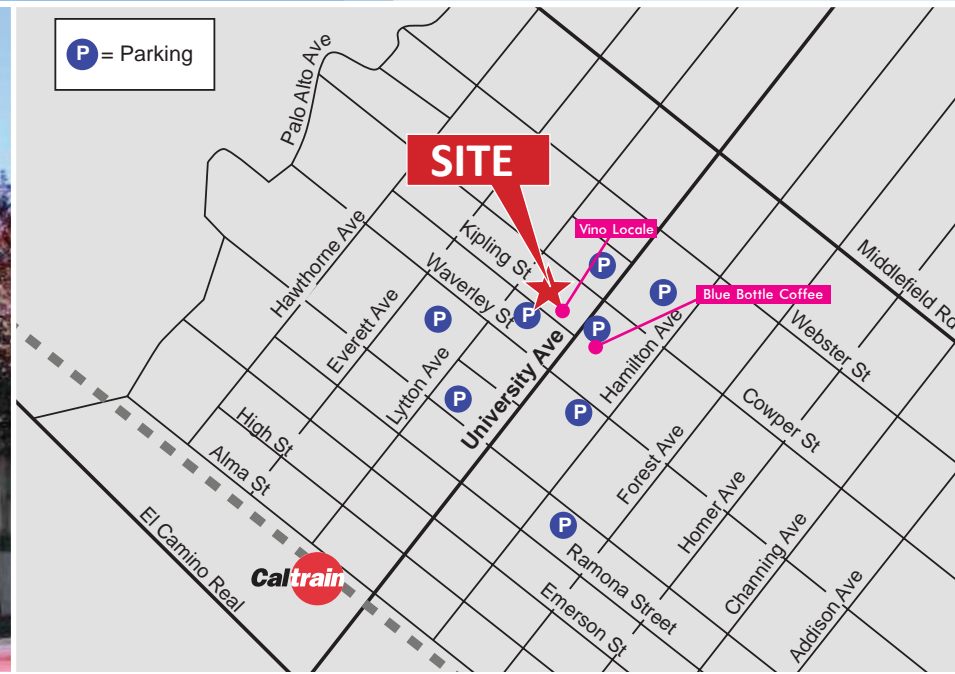 P = Parking
Palo Alto Ave
SITE
Vino Locale
Kipling St
Hawthorne Ave
Waverley St
P
Middlefield Rd
Everett Ave
P
P
P
P
Blue Bottle Coffee
Webster St
Lytton Ave
University Ave
Hamilton Ave
P
P
Cowper St
High St
Alma St
Forest Ave
Homer Ave
El Camino Real
P
Channing Ave
Caltrain
Ramona Street
Emerson St
Addison Ave